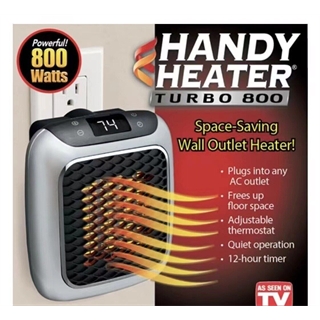 Powerful!
800
Watts
HANDY
HEATER®
TURBO 800
74
Space-Saving
Wall Outlet Heater!
• Plugs into any
AC outlet
• Frees up
floor space
• Adjustable
thermostat
• Quiet operation
• 12-hour timer
AS SEEN ON
TV